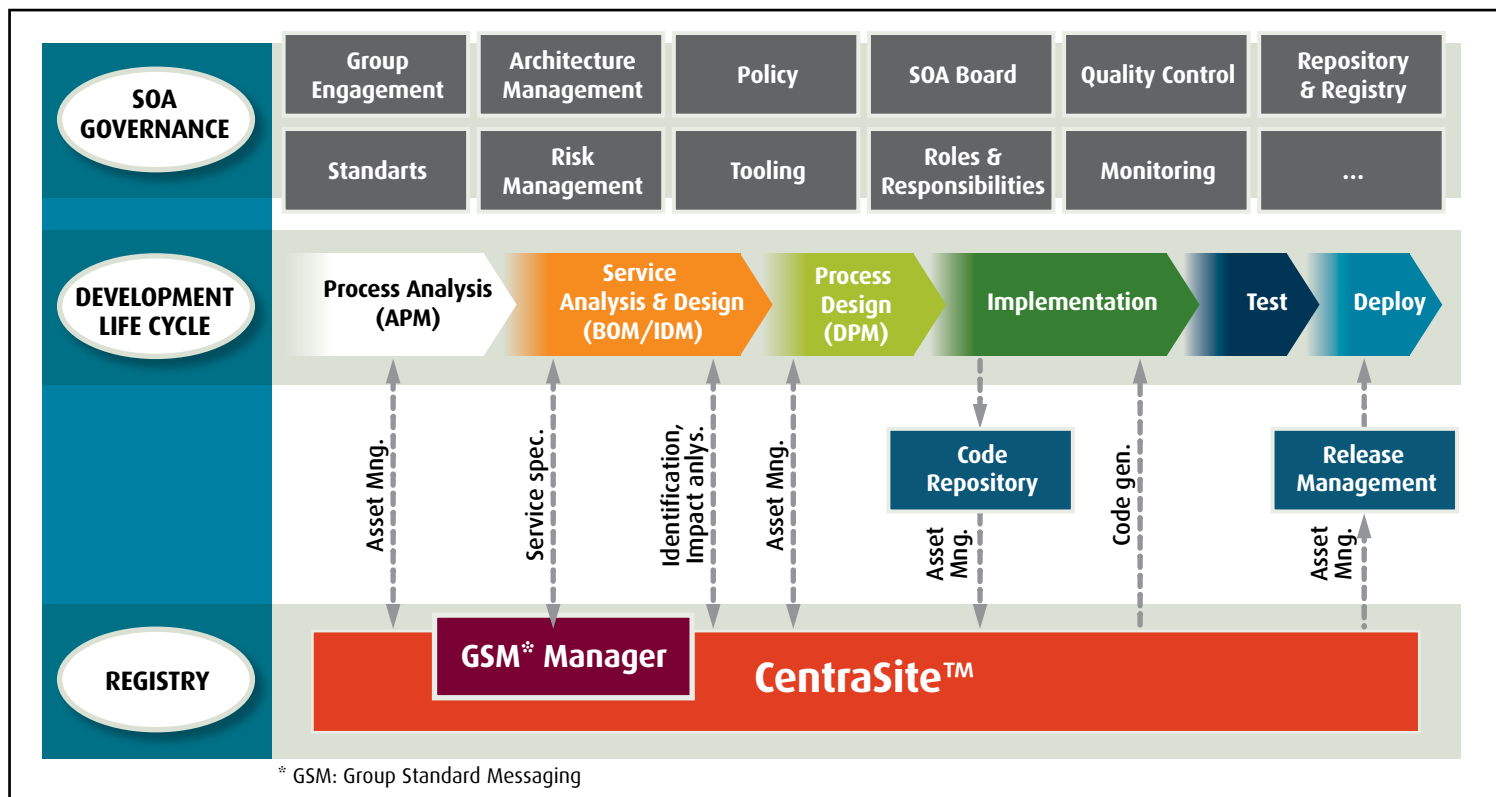 SOA
GOVERNANCE
Group
Engagement
Architecture
Management
Policy
SOA Board
Quality Control
Repository
& Registry
Standarts
Risk
Management
Tooling
Roles &
Responsibilities
Monitoring
...
DEVELOPMENT
LIFE CYCLE
Process Analysis
(APM)
Service
Analysis & Design
(BOM/IDM)
Process
Design
(DPM)
Implementation
Test
Deploy
Asset Mng.
Service spec.
Identification,
Impact anlys.
Asset Mng.
Code
Repository
Asset
Mng.
Code gen.
Release
Management
Asset
Mng.
REGISTRY
GSM* Manager
CentraSite™
* GSM: Group Standard Messaging